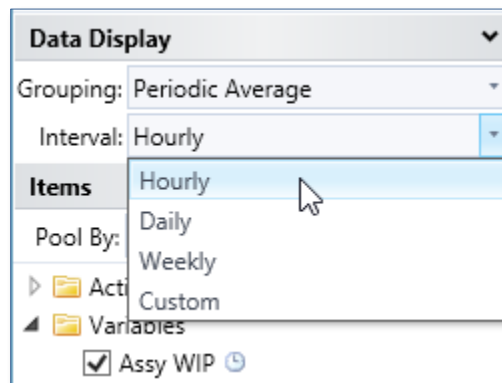 Data Display
Grouping: Periodic Average
Interval: Hourly
Hourly
Items
Daily
Pool By:
Weekly
Custom
Variables
Assy WIP